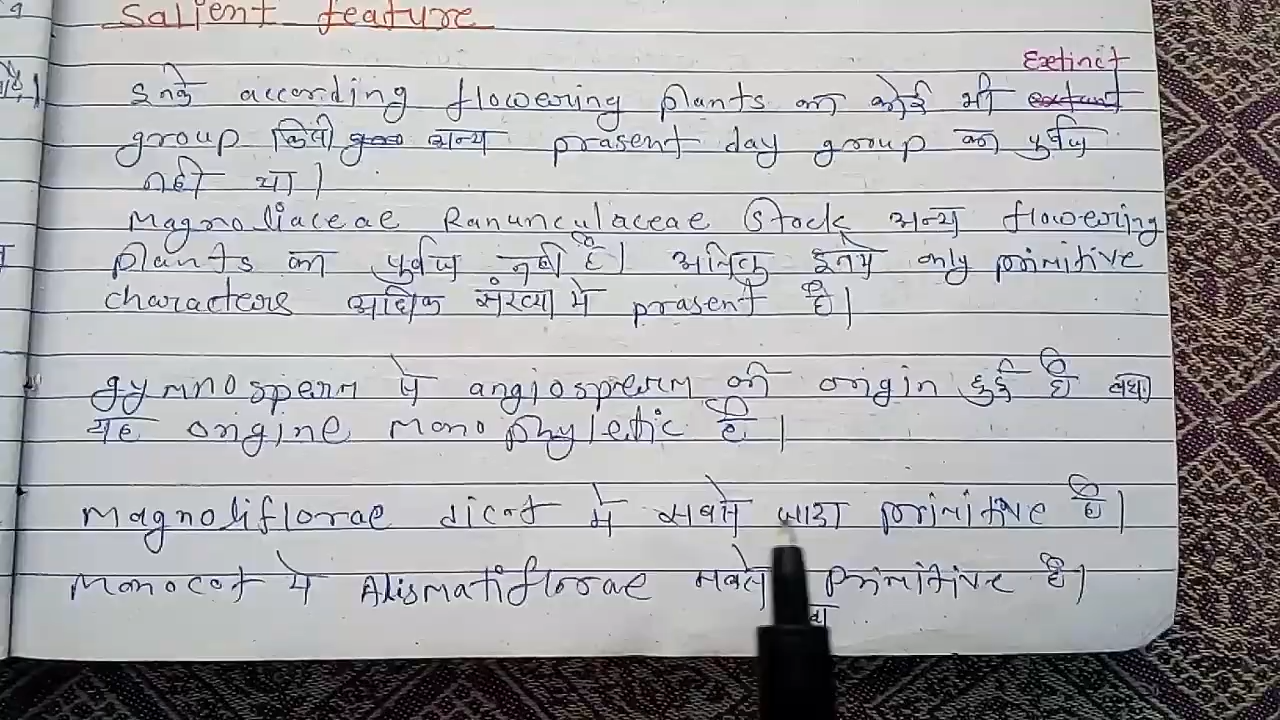 Salient feature
Extinct
इनके according flowering plants का कोई भी extant
group किसी अन्य prasent day group का पुर्वज
नही था।
Magnoliaceae Ranunculaceae Stock अन्य flowering
plants का पुर्वज नही है। अपितु इनमे only primitive
characters अधिक संख्या मे prasent है।
gymnosperm से angiosperm की origin हुई है तथा
यह origine monophyletic है।
Magnoliflorae dicot मे सबसे primitive है।
Monocot मे Alismatiflorae सबसे primitive है।